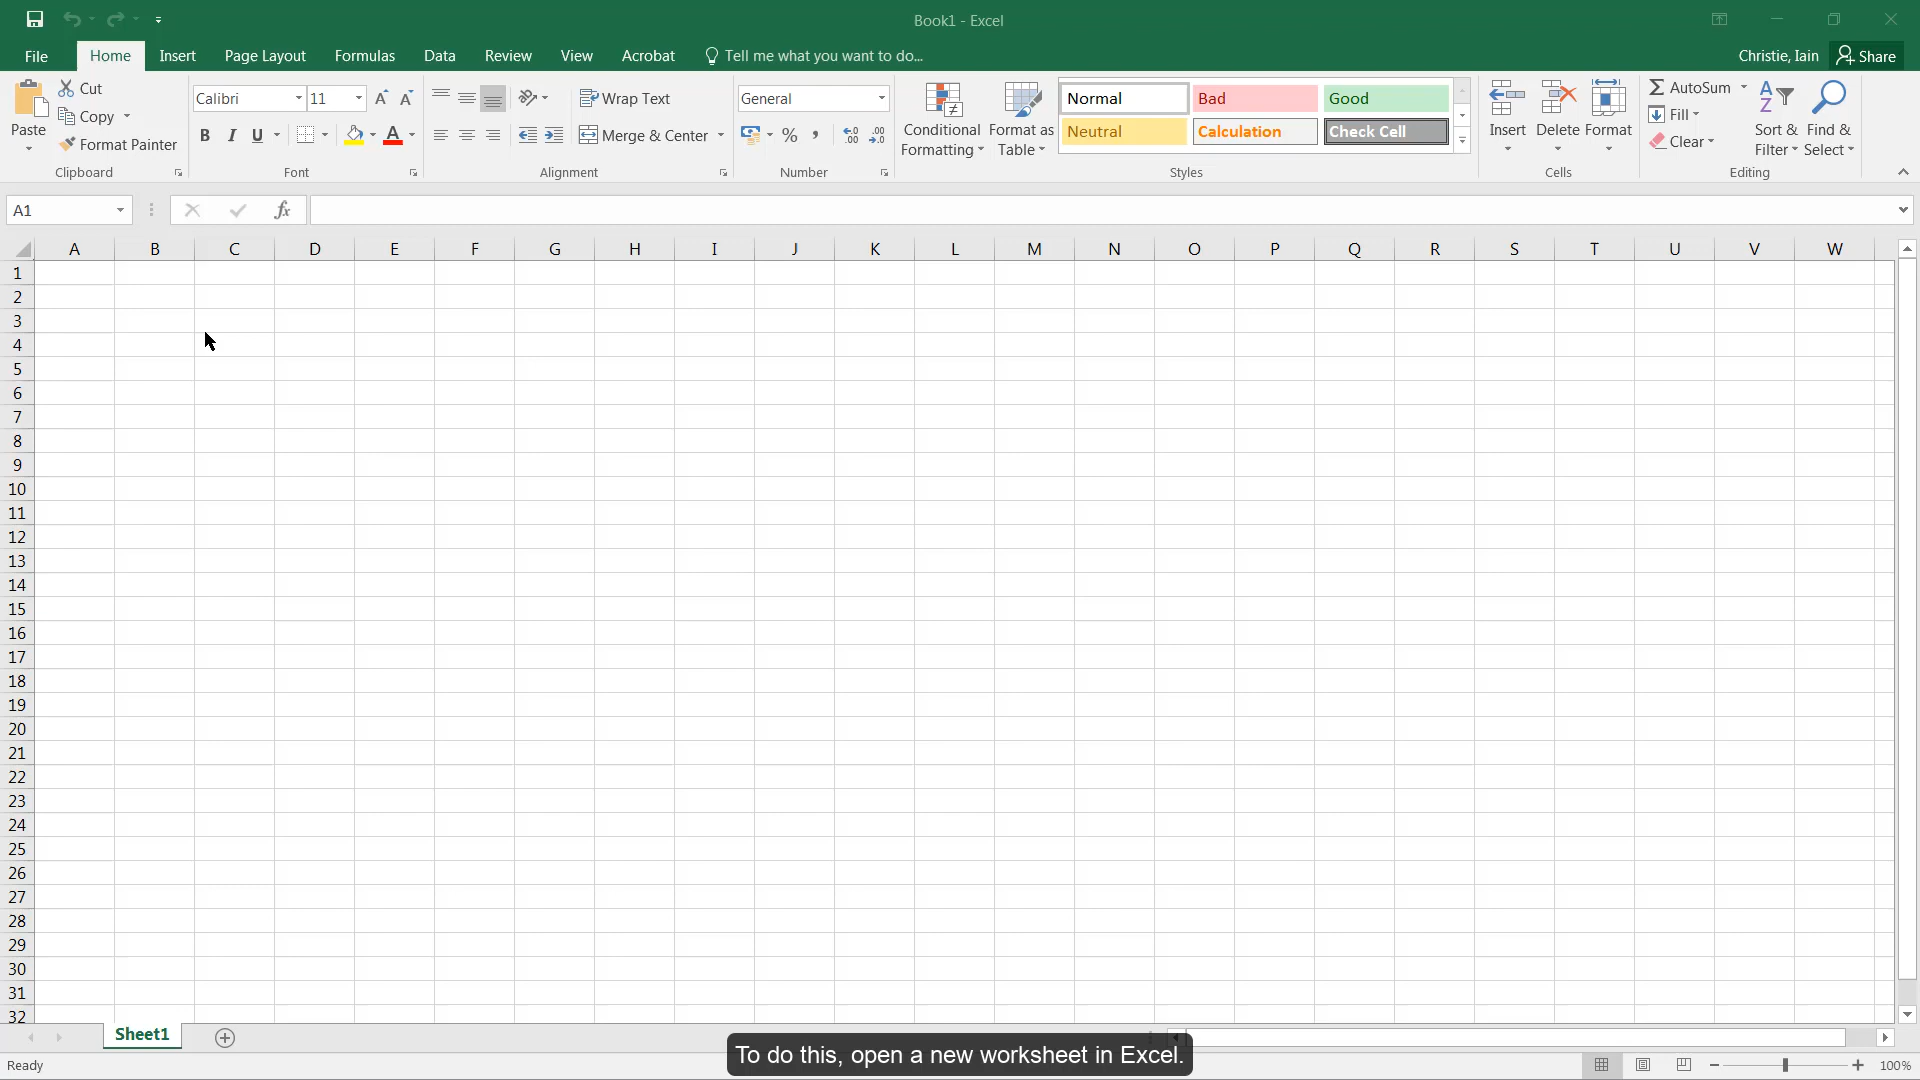 Book1 - Excel
File Home Insert Page Layout Formulas Data Review View Acrobat Tell me what you want to do... Christie, Iain Share
Paste Cut Copy Format Painter
Calibri 11
B I U A
Wrap Text
Merge & Center
General
%
Conditional Formatting
Format as Table
Normal Bad Good
Neutral Calculation Check Cell
Insert Delete Format
AutoSum
Fill
Clear
Sort & Filter
Find & Select
Clipboard Font Alignment Number Styles Cells Editing
A1 fx
A B C D E F G H I J K L M N O P Q R S T U V W
1
2
3
4
5
6
7
8
9
10
11
12
13
14
15
16
17
18
19
20
21
22
23
24
25
26
27
28
29
30
31
32
Sheet1
To do this, open a new worksheet in Excel.
Ready 100%